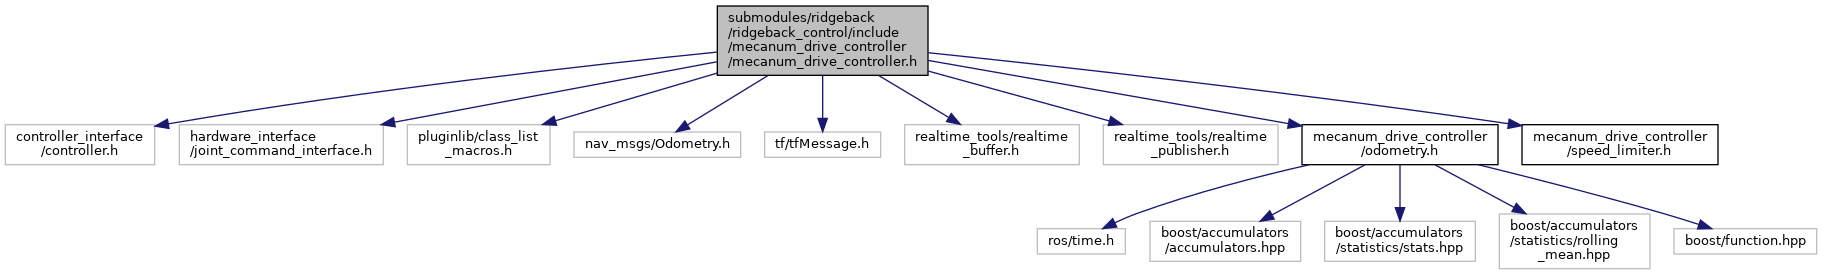 submodules/ridgeback
/ridgeback_control/include
/mecanum_drive_controller
/mecanum_drive_controller.h
controller_interface
/controller.h
hardware_interface
/joint_command_interface.h
pluginlib/class_list
_macros.h
nav_msgs/Odometry.h
tf/tfMessage.h
realtime_tools/realtime
_buffer.h
realtime_tools/realtime
_publisher.h
mecanum_drive_controller
/odometry.h
mecanum_drive_controller
/speed_limiter.h
ros/time.h
boost/accumulators
/accumulators.hpp
boost/accumulators
/statistics/stats.hpp
boost/accumulators
/statistics/rolling
_mean.hpp
boost/function.hpp